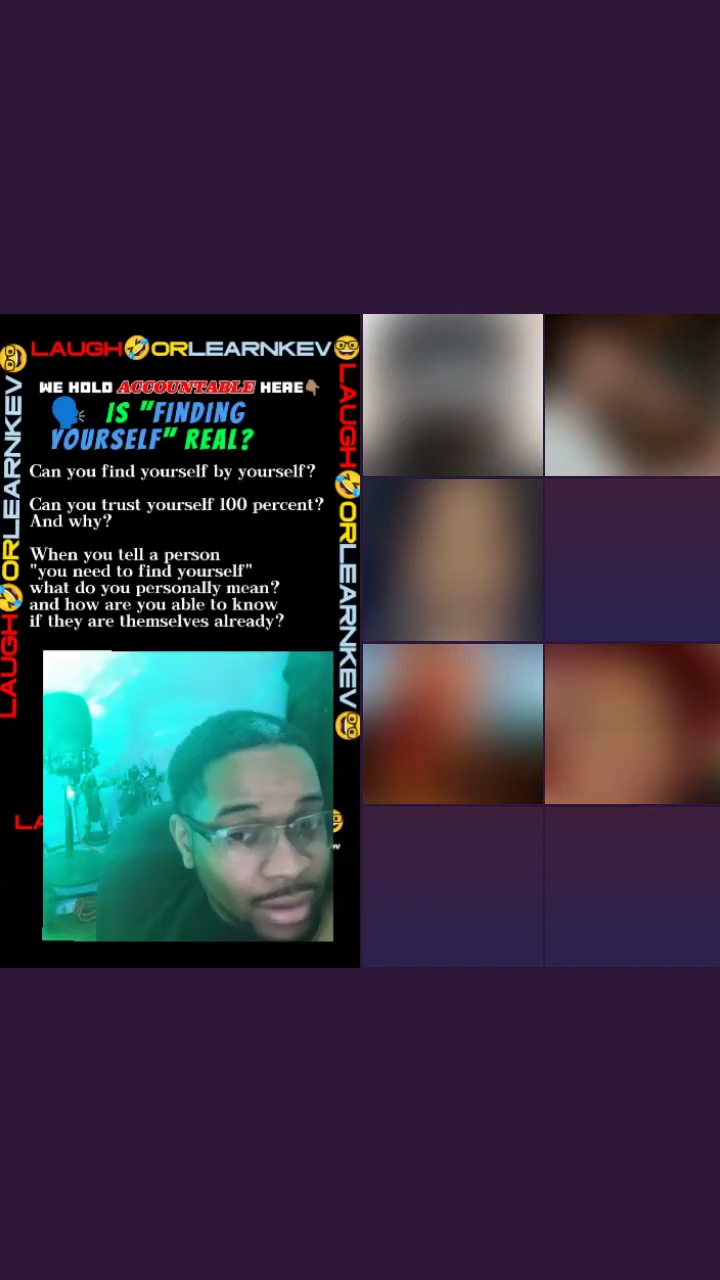 LAUGH🤣ORLEARNKEV🤓
WE HOLD ACCOUNTABLE HERE👇🏽
🗣️ IS "FINDING
YOURSELF" REAL?
Can you find yourself by yourself?
Can you trust yourself 100 percent?
And why?
When you tell a person
"you need to find yourself"
what do you personally mean?
and how are you able to know
if they are themselves already?
LAUGH🤣ORLEARNKEV🤓
LAUGH🤣ORLEARNKEV🤓